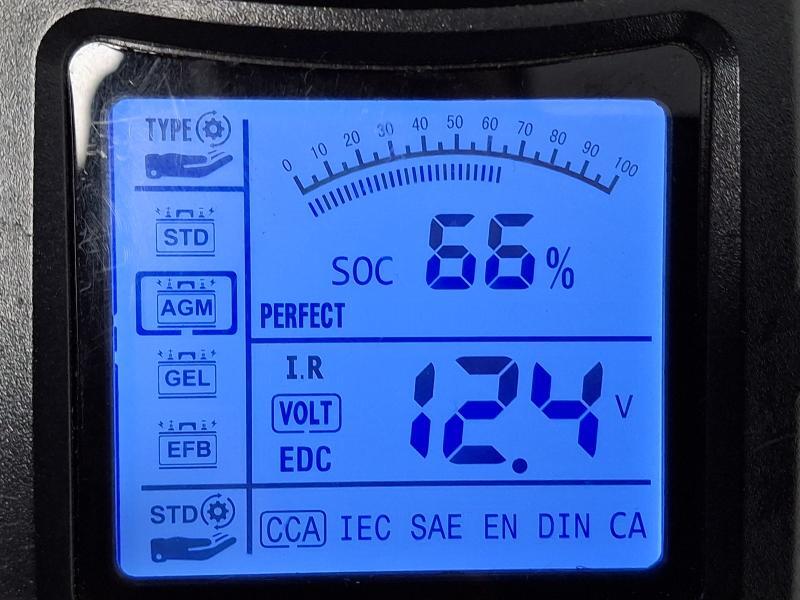 TYPE
0 10 20 30 40 50 60 70 80 90 100
STD
SOC 66%
AGM
PERFECT
GEL
I.R
VOLT 12.4 V
EFB
EDC
STD
CCA IEC SAE EN DIN CA